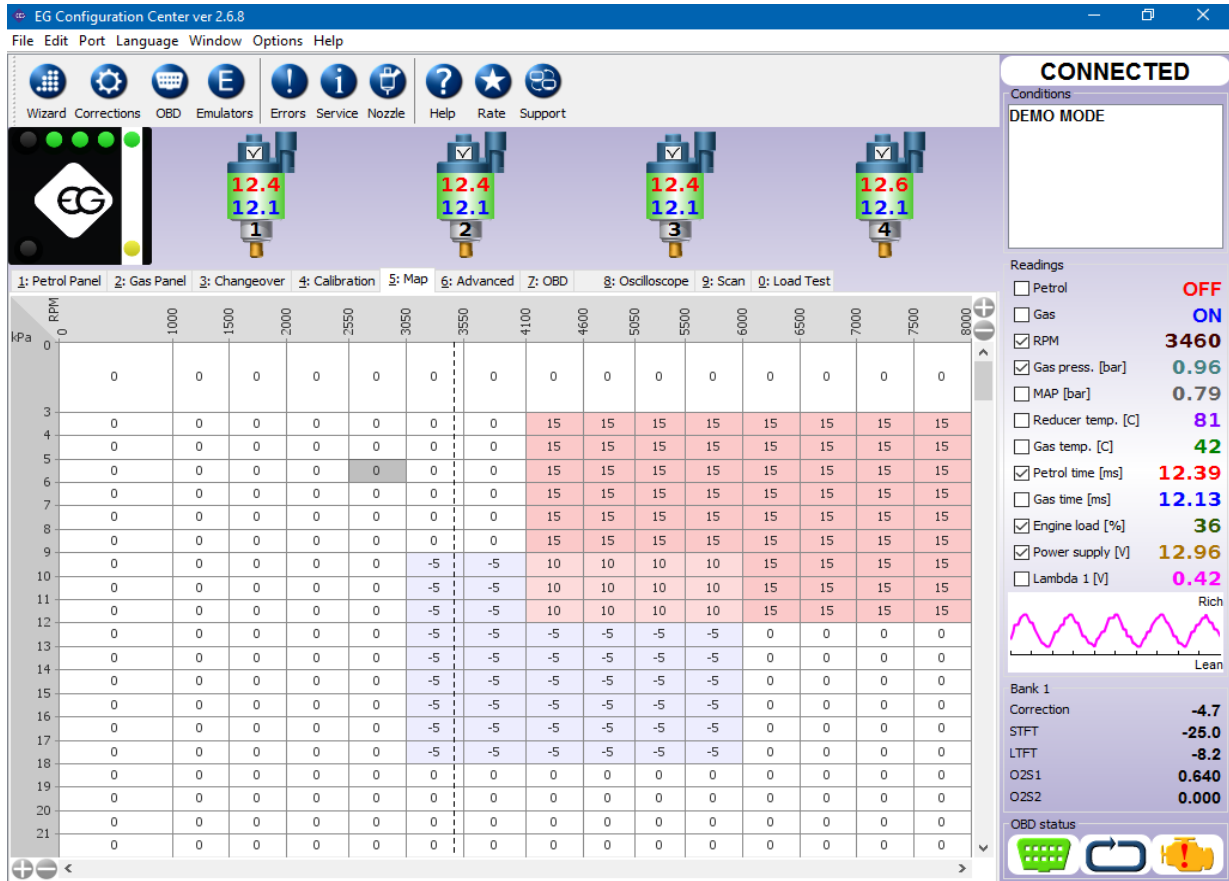 EG Configuration Center ver 2.6.8
File Edit Port Language Window Options Help
Wizard Corrections OBD Emulators Errors Service Nozzle Help Rate Support
E ! i ? 
EG
12.4 12.4 12.4 12.6
12.1 12.1 12.1 12.1
1 2 3 4
1: Petrol Panel 2: Gas Panel 3: Changeover 4: Calibration 5: Map 6: Advanced 7: OBD 8: Oscilloscope 9: Scan 0: Load Test
RPM 0 1000 1500 2000 2550 3050 3550 4100 4600 5050 5500 6000 6500 7000 7500 8000
kPa
0
0 0 0 0 0 0 0 0 0 0 0 0 0 0 0
3
0 0 0 0 0 0 0 15 15 15 15 15 15 15 15
4
0 0 0 0 0 0 0 15 15 15 15 15 15 15 15
5
0 0 0 0 0 0 0 15 15 15 15 15 15 15 15
6
0 0 0 0 0 0 0 15 15 15 15 15 15 15 15
7
0 0 0 0 0 0 0 15 15 15 15 15 15 15 15
8
0 0 0 0 0 0 0 15 15 15 15 15 15 15 15
9
0 0 0 0 0 -5 -5 10 10 10 10 15 15 15 15
10
0 0 0 0 0 -5 -5 10 10 10 10 15 15 15 15
11
0 0 0 0 0 -5 -5 10 10 10 10 15 15 15 15
12
0 0 0 0 0 -5 -5 -5 -5 -5 -5 0 0 0 0
13
0 0 0 0 0 -5 -5 -5 -5 -5 -5 0 0 0 0
14
0 0 0 0 0 -5 -5 -5 -5 -5 -5 0 0 0 0
15
0 0 0 0 0 -5 -5 -5 -5 -5 -5 0 0 0 0
16
0 0 0 0 0 -5 -5 -5 -5 -5 -5 0 0 0 0
17
0 0 0 0 0 -5 -5 -5 -5 -5 -5 0 0 0 0
18
0 0 0 0 0 0 0 0 0 0 0 0 0 0 0
19
0 0 0 0 0 0 0 0 0 0 0 0 0 0 0
20
0 0 0 0 0 0 0 0 0 0 0 0 0 0 0
21
0 0 0 0 0 0 0 0 0 0 0 0 0 0 0
CONNECTED
Conditions
DEMO MODE
Readings
Petrol OFF
Gas ON
RPM 3460
Gas press. [bar] 0.96
MAP [bar] 0.79
Reducer temp. [C] 81
Gas temp. [C] 42
Petrol time [ms] 12.39
Gas time [ms] 12.13
Engine load [%] 36
Power supply [V] 12.96
Lambda 1 [V] 0.42
Rich
Lean
Bank 1
Correction -4.7
STFT -25.0
LTFT -8.2
O2S1 0.640
O2S2 0.000
OBD status
!